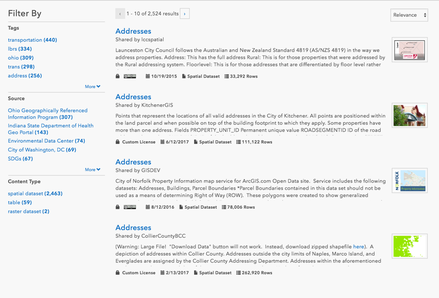 Filter By
Tags
transportation (440)
lbrs (334)
ohio (309)
trans (298)
address (256)
More
Source
Ohio Geographically Referenced
Information Program (307)
Indiana State Department of Health
Geo Portal (143)
Environmental Data Center (74)
City of Washington, DC (69)
SDGs (67)
More
Content Type
spatial dataset (2,463)
table (59)
raster dataset (2)
1 - 10 of 2,524 results
Relevance
Addresses
Shared by locspatial
Launceston City Council follows the Australian and New Zealand Standard 4819 (AS/NZS 4819) in the way we
address properties. Address: This has the full address Rural: This is for those properties that were addressed by
the Rural addressing system. Floorlevel: This is for those addresses that are differentiated by floor level rather
10/19/2015 Spatial Dataset 33,292 Rows
Addresses
Shared by KitchenerGIS
Points that represent the locations of all valid addresses in the City of Kitchener. All points are positioned within
the land parcel and when possible on top of the building footprint to which they apply. Some properties may
have more than one address. Fields PROPERTY_UNIT_ID Permanent unique value ROADSEGMENTID ID of the road
Custom License 6/12/2017 Spatial Dataset 111,122 Rows
Addresses
Shared by GISDEV
City of Norfolk Property Information map service for ArcGIS.com Open Data site. Service includes the following
datasets: Addresses, Buildings, Parcel Boundaries *Parcel Boundaries contained in this data set should not be
used as a means of determining Right of Way (ROW). These polygons were created to show generalized
8/12/2016 Spatial Dataset 78,006 Rows
NORFOLK
Addresses
Shared by CollierCountyBCC
(Warning: Large File! "Download Data" button will not work. Instead, download zipped shapefile here). A
depiction of addresses within Collier County. Addresses outside the city limits of Naples, Marco Island, and
Everglades are assigned by the Collier County Addressing Department. Addresses within the aforementioned
Custom License 2/13/2017 Spatial Dataset 262,920 Rows